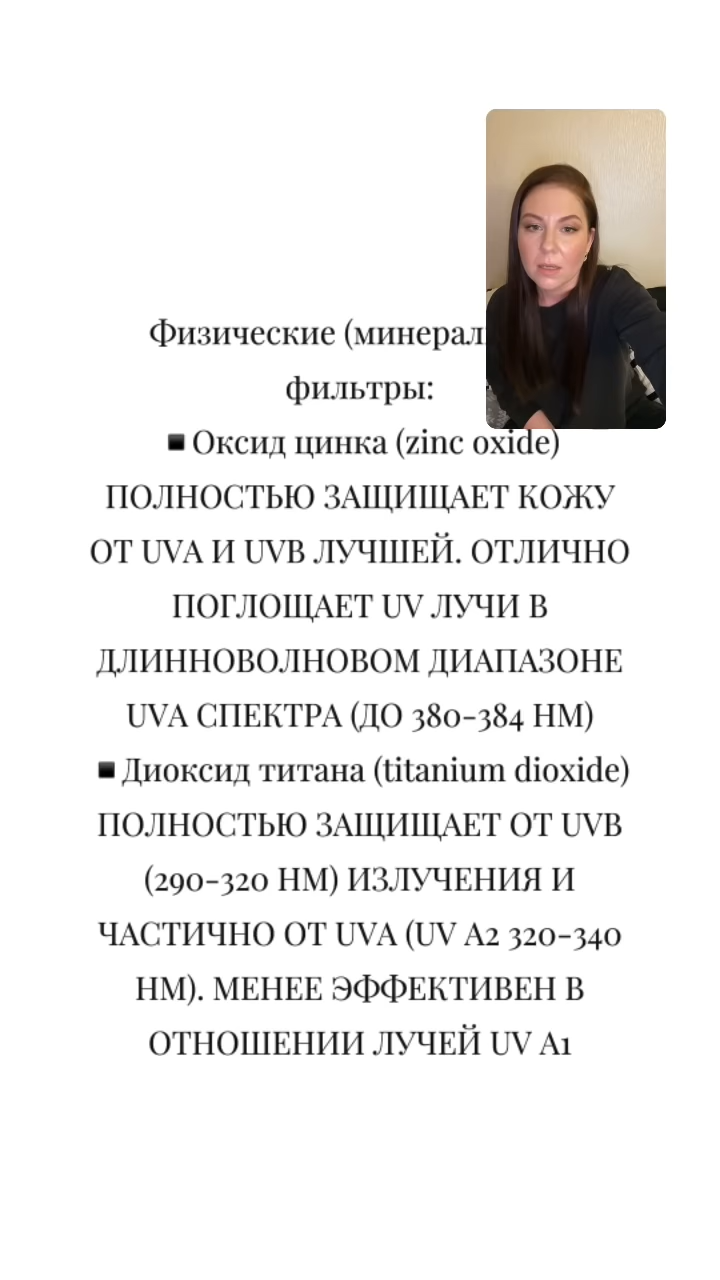 Физические (минерал
фильтры:
▪Оксид цинка (zinc oxide)
ПОЛНОСТЬЮ ЗАЩИЩАЕТ КОЖУ
ОТ UVA И UVB ЛУЧШЕЙ. ОТЛИЧНО
ПОГЛОЩАЕТ UV ЛУЧИ В
ДЛИННОВОЛНОВОМ ДИАПАЗОНЕ
UVA СПЕКТРА (ДО 380-384 НМ)
▪Диоксид титана (titanium dioxide)
ПОЛНОСТЬЮ ЗАЩИЩАЕТ ОТ UVB
(290-320 НМ) ИЗЛУЧЕНИЯ И
ЧАСТИЧНО ОТ UVA (UV A2 320-340
НМ). МЕНЕЕ ЭФФЕКТИВЕН В
ОТНОШЕНИИ ЛУЧЕЙ UV A1